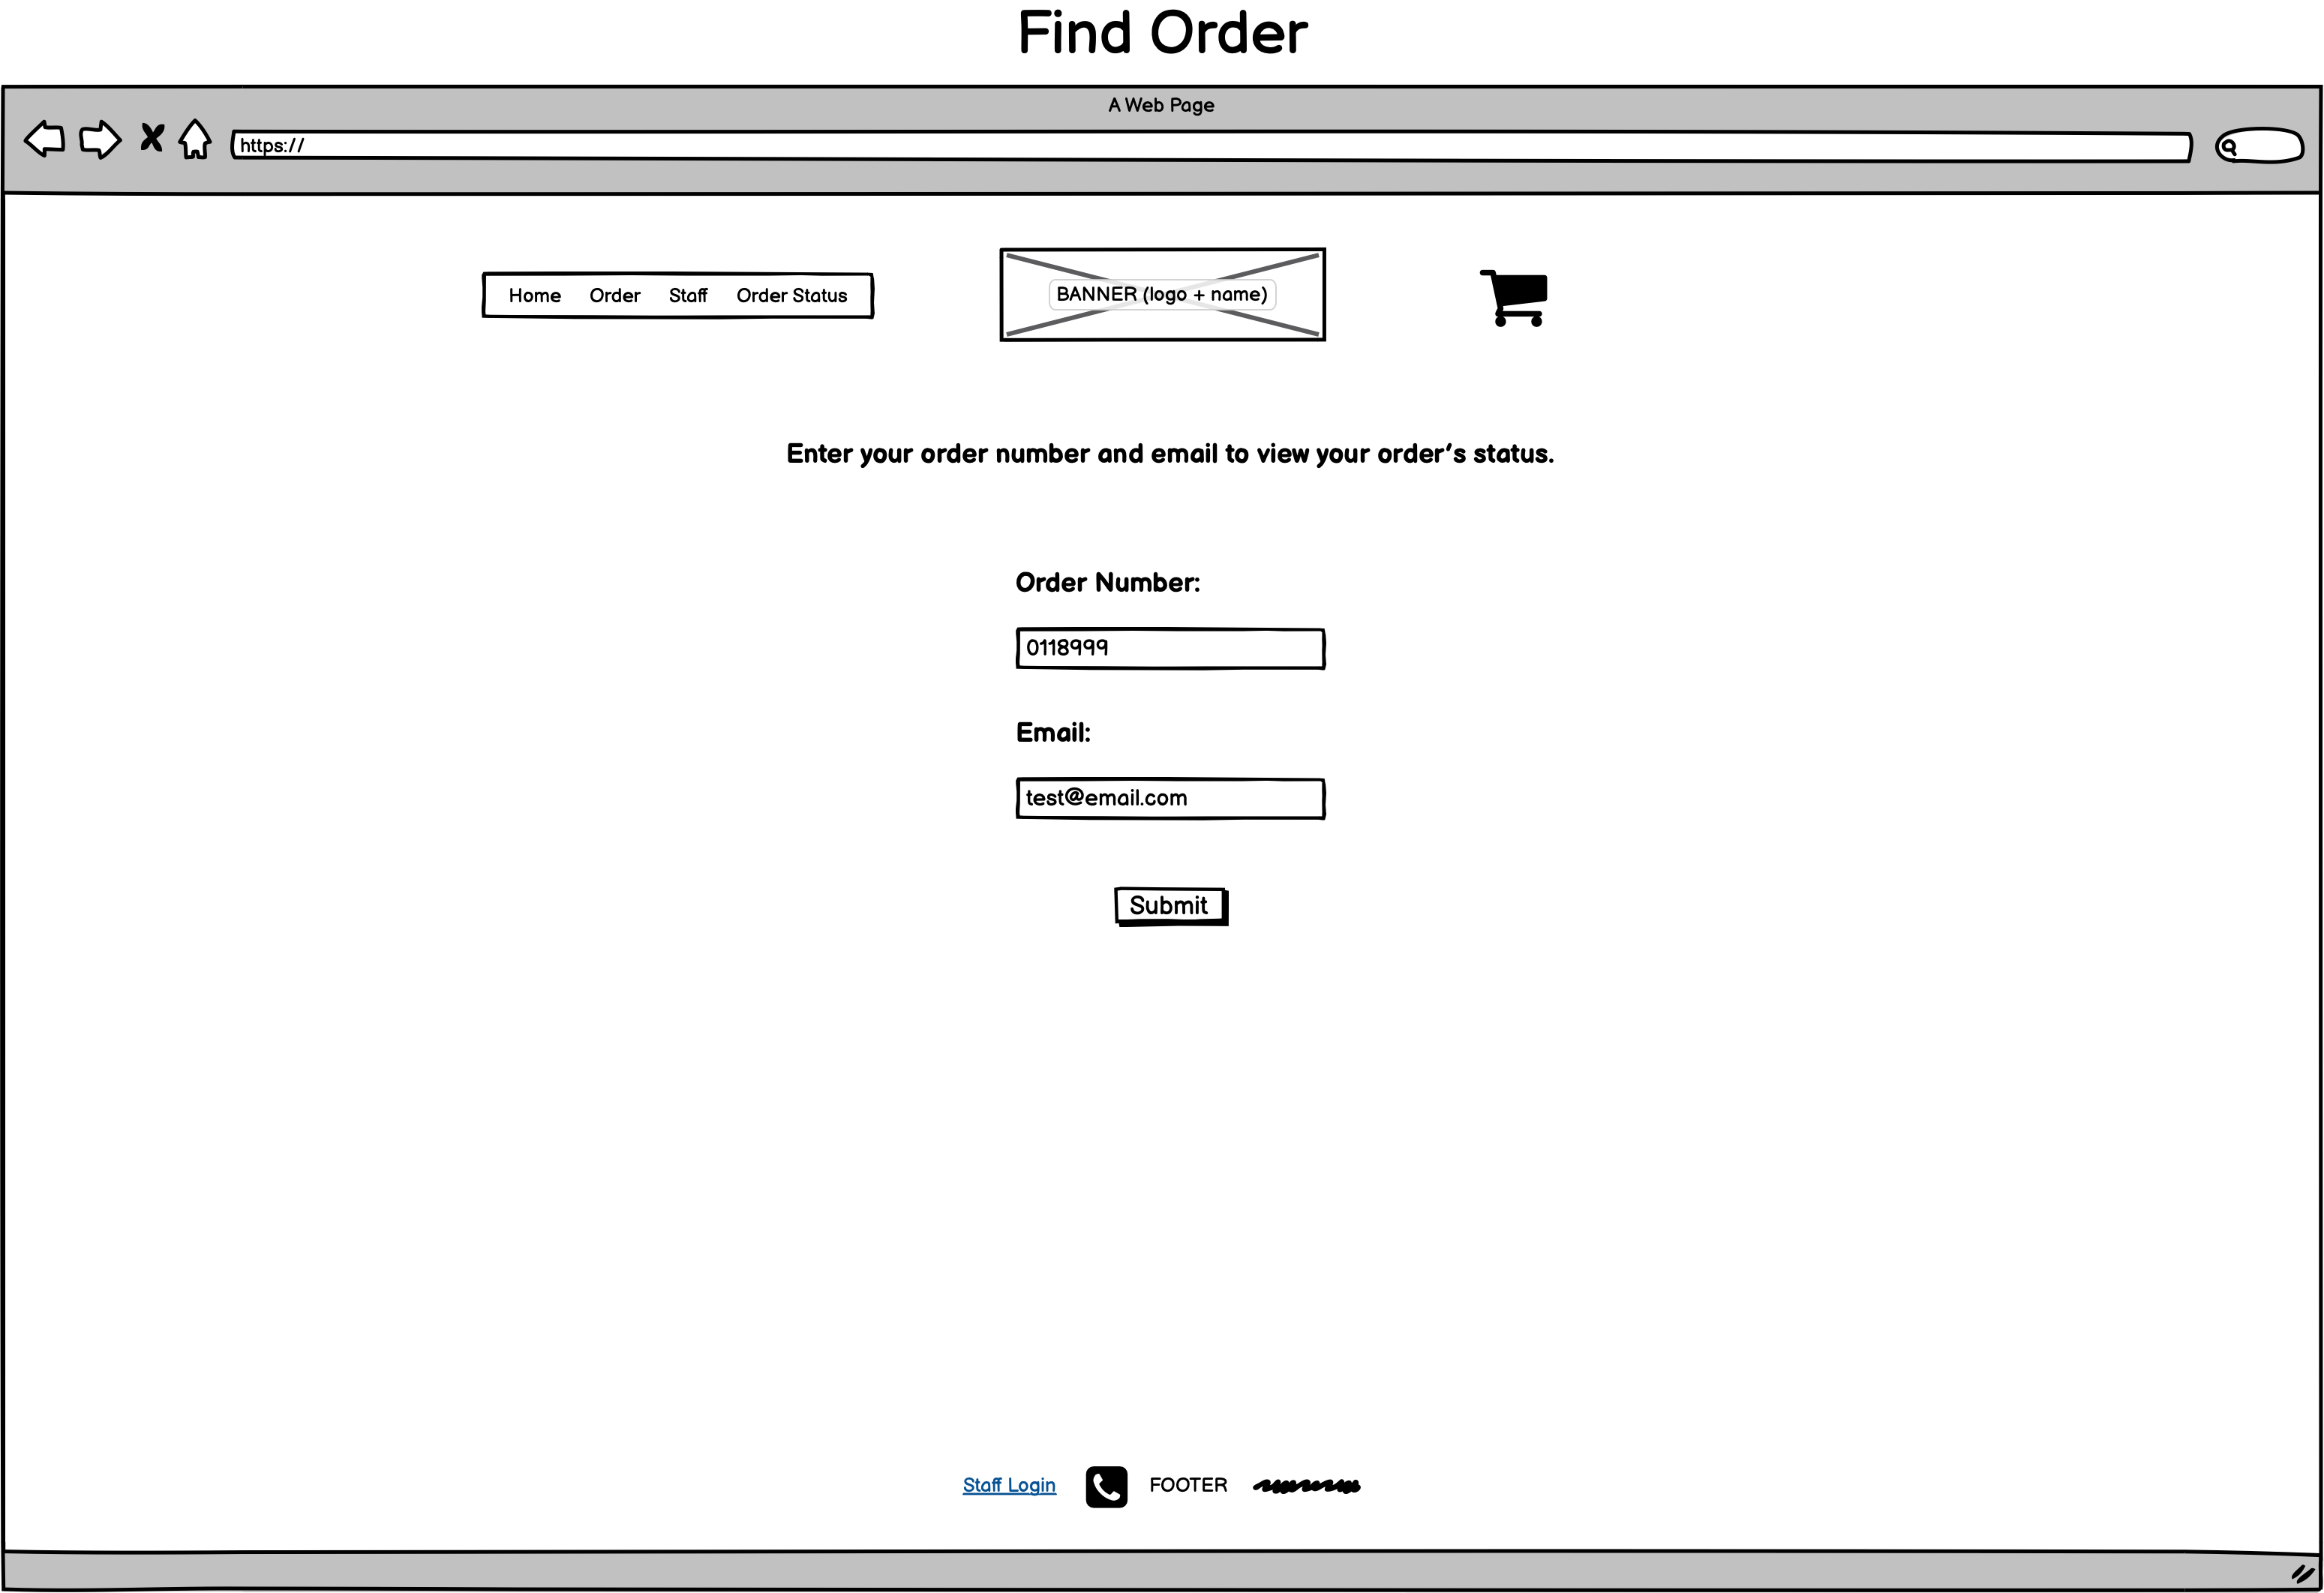 Find Order
A Web Page
https://
Home Order Staff Order Status
BANNER (logo + name)
Enter your order number and email to view your order's status.
Order Number:
0118999
Email:
test@email.com
Submit
Staff Login FOOTER